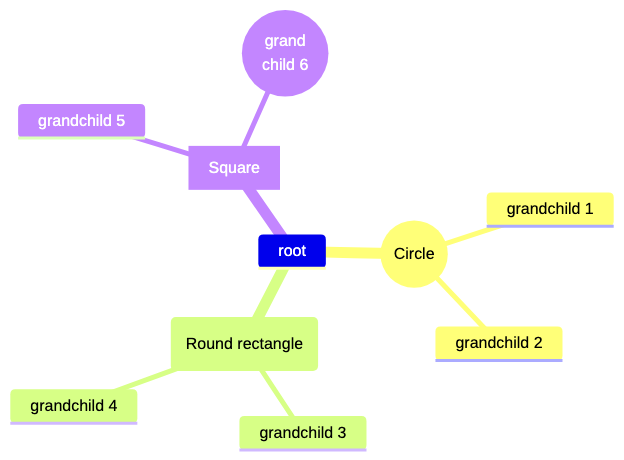 grand
child 6
grandchild 5
Square
grandchild 1
root
Circle
grandchild 2
Round rectangle
grandchild 4
grandchild 3